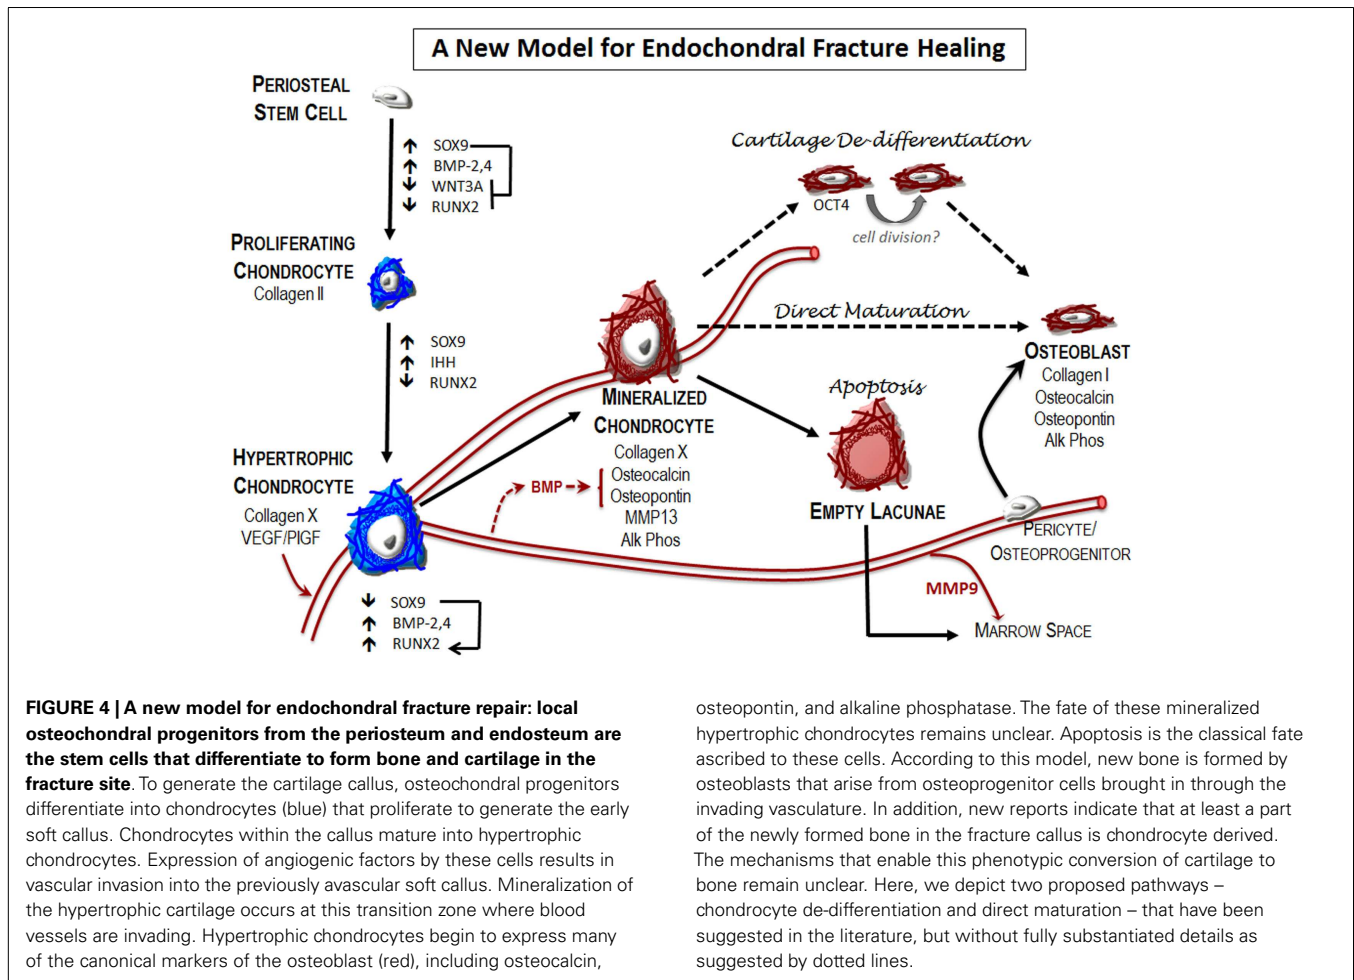 A New Model for Endochondral Fracture Healing
PERIOSTEAL
STEM CELL
SOX9
BMP-2,4
WNT3A
RUNX2
PROLIFERATING
CHONDROCYTE
Collagen II
SOX9
IHH
RUNX2
HYPERTROPHIC
CHONDROCYTE
Collagen X
VEGF/PIGF
SOX9
BMP-2,4
RUNX2
BMP
MINERALIZED
CHONDROCYTE
Collagen X
Osteocalcin
Osteopontin
MMP13
Alk Phos
Cartilage De-differentiation
OCT4
cell division?
Direct Maturation
Apoptosis
EMPTY LACUNAE
OSTEOBLAST
Collagen I
Osteocalcin
Osteopontin
Alk Phos
PERICYTE/
OSTEOPROGENITOR
MMP9
MARROW SPACE
FIGURE 4 | A new model for endochondral fracture repair: local
osteochondral progenitors from the periosteum and endosteum are
the stem cells that differentiate to form bone and cartilage in the
fracture site. To generate the cartilage callus, osteochondral progenitors
differentiate into chondrocytes (blue) that proliferate to generate the early
soft callus. Chondrocytes within the callus mature into hypertrophic
chondrocytes. Expression of angiogenic factors by these cells results in
vascular invasion into the previously avascular soft callus. Mineralization of
the hypertrophic cartilage occurs at this transition zone where blood
vessels are invading. Hypertrophic chondrocytes begin to express many
of the canonical markers of the osteoblast (red), including osteocalcin,
osteopontin, and alkaline phosphatase. The fate of these mineralized
hypertrophic chondrocytes remains unclear. Apoptosis is the classical fate
ascribed to these cells. According to this model, new bone is formed by
osteoblasts that arise from osteoprogenitor cells brought in through the
invading vasculature. In addition, new reports indicate that at least a part
of the newly formed bone in the fracture callus is chondrocyte derived.
The mechanisms that enable this phenotypic conversion of cartilage to
bone remain unclear. Here, we depict two proposed pathways –
chondrocyte de-differentiation and direct maturation – that have been
suggested in the literature, but without fully substantiated details as
suggested by dotted lines.